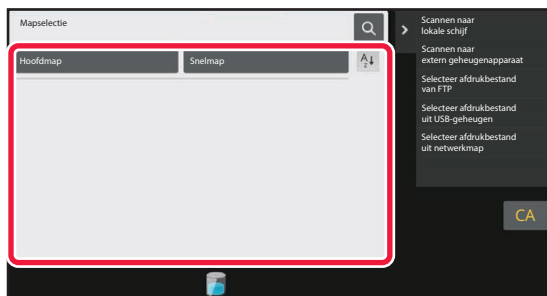 Mapselectie
Hoofdmap
Snelmap
A
Z
Scannen naar
lokale schijf
Scannen naar
extern geheugenapparaat
Selecteer afdrukbestand
van FTP
Selecteer afdrukbestand
uit USB-geheugen
Selecteer afdrukbestand
uit netwerkmap
CA